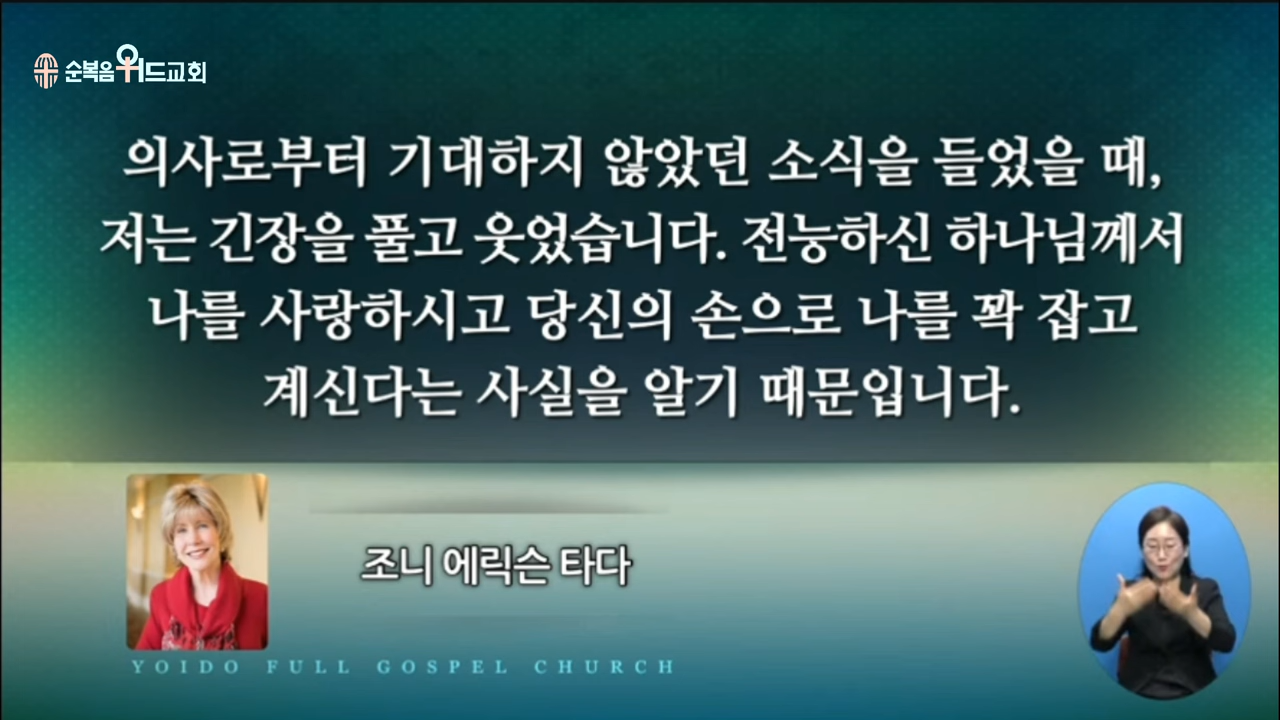 순복음위드교회
의사로부터 기대하지 않았던 소식을 들었을 때,
저는 긴장을 풀고 웃었습니다. 전능하신 하나님께서
나를 사랑하시고 당신의 손으로 나를 꽉 잡고
계신다는 사실을 알기 때문입니다.
조니 에릭슨 타다
YOIDO FULL GOSPEL CHURCH